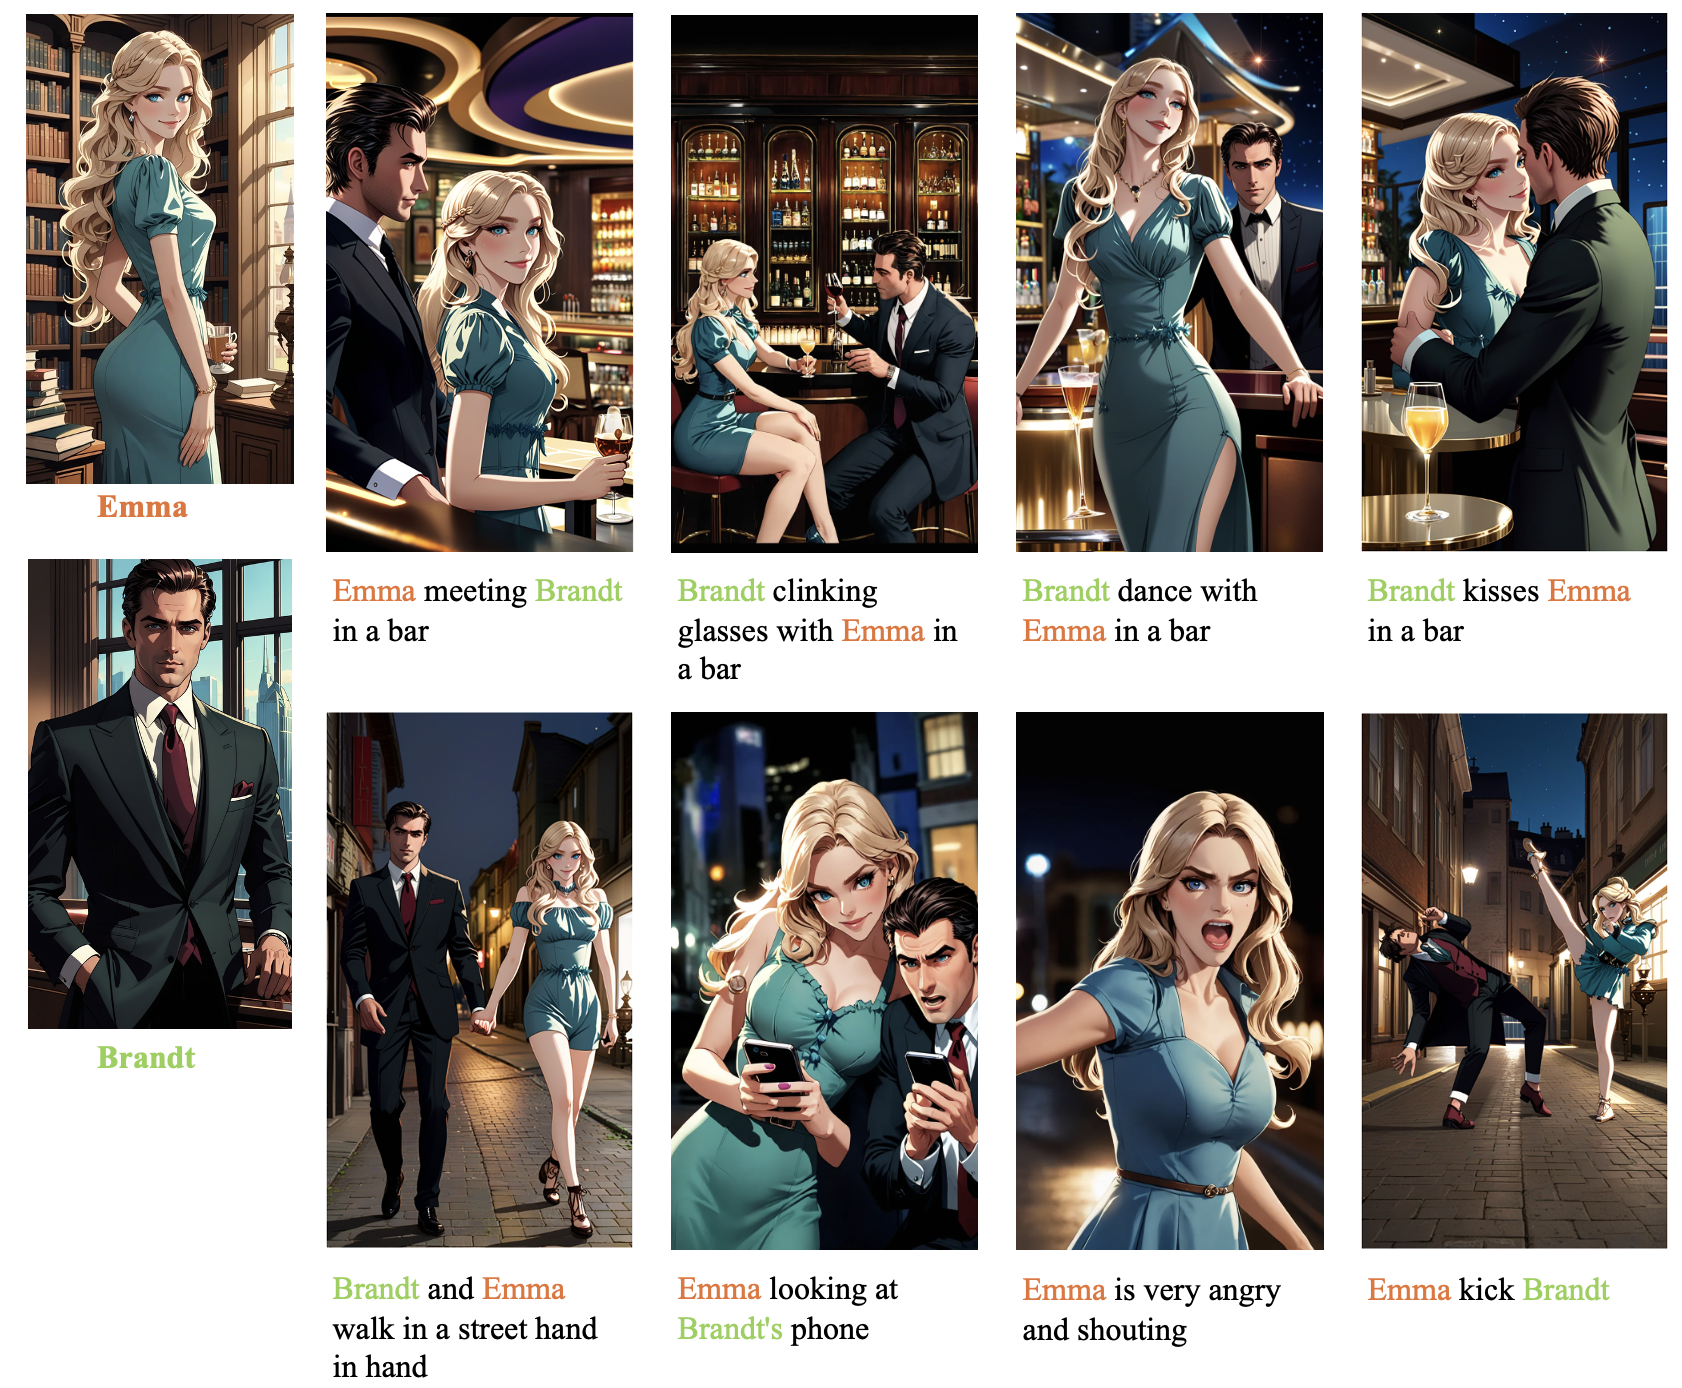 Emma
Emma meeting Brandt
in a bar
Brandt clinking
glasses with Emma in
a bar
Brandt dance with
Emma in a bar
Brandt kisses Emma
in a bar
Brandt
Brandt and Emma
walk in a street hand
in hand
Emma looking at
Brandt's phone
Emma is very angry
and shouting
Emma kick Brandt